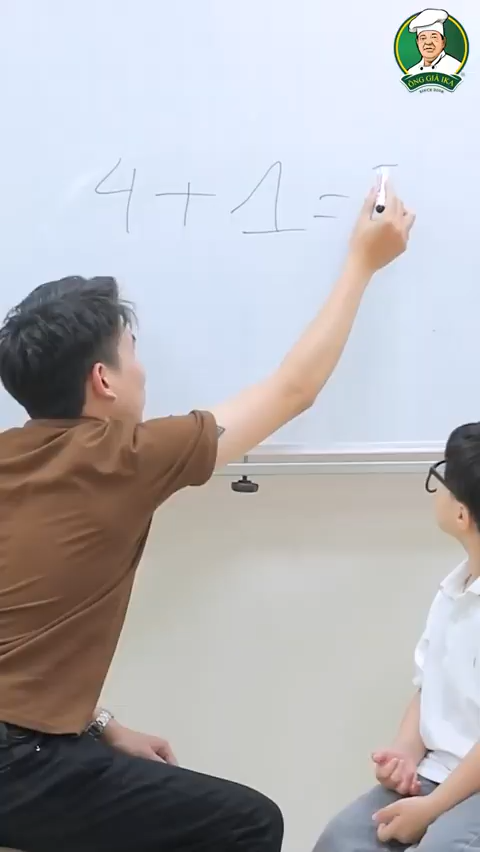 ÔNG GIÀ IKA
4 + 1 =